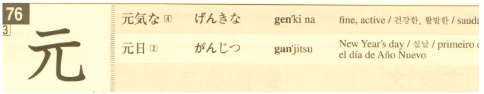 76
3
元
元気な 4 げんきな gen'ki na fine, active / 건강한, 활발한 /
元日 2 がんじつ gan'jitsu New Year's day / 설날 / primeiro
el día de Año Nuevo